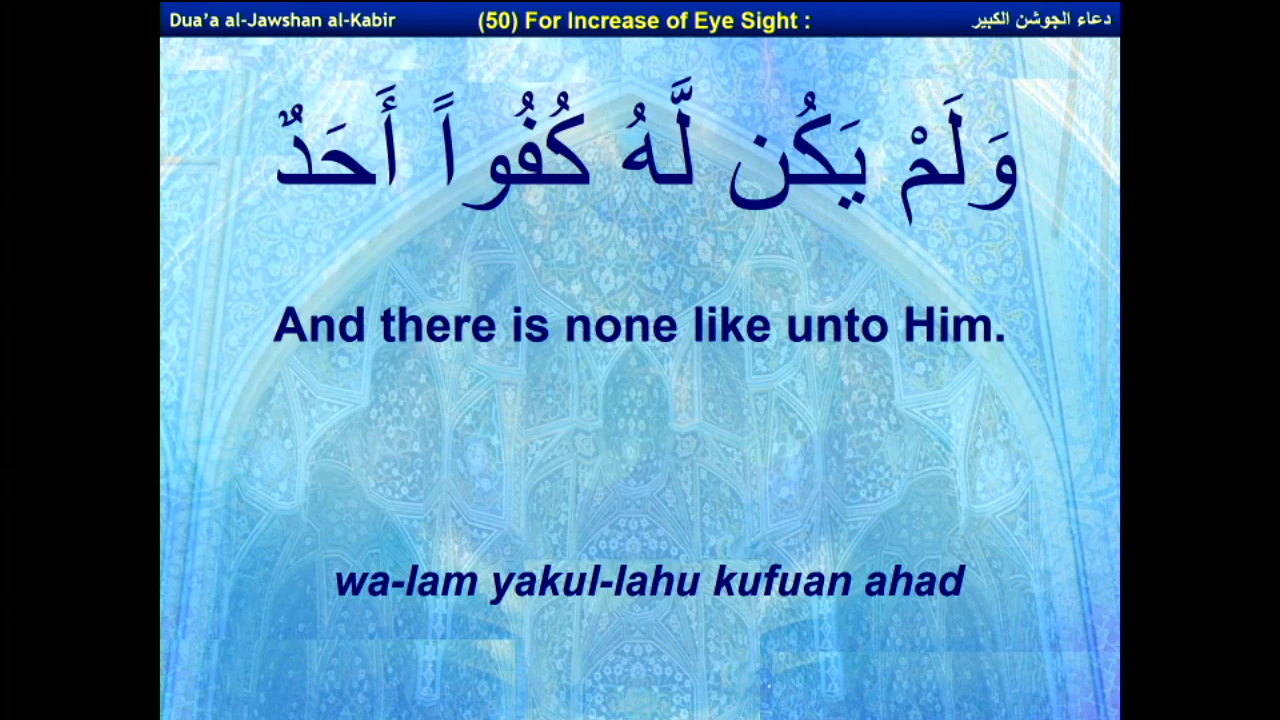 Dua'a al-Jawshan al-Kabir (50) For Increase of Eye Sight : دعاء الجوشن الكبير
وَلَمْ يَكُن لَّهُ كُفُواً أَحَدٌ
And there is none like unto Him.
wa-lam yakul-lahu kufuan ahad